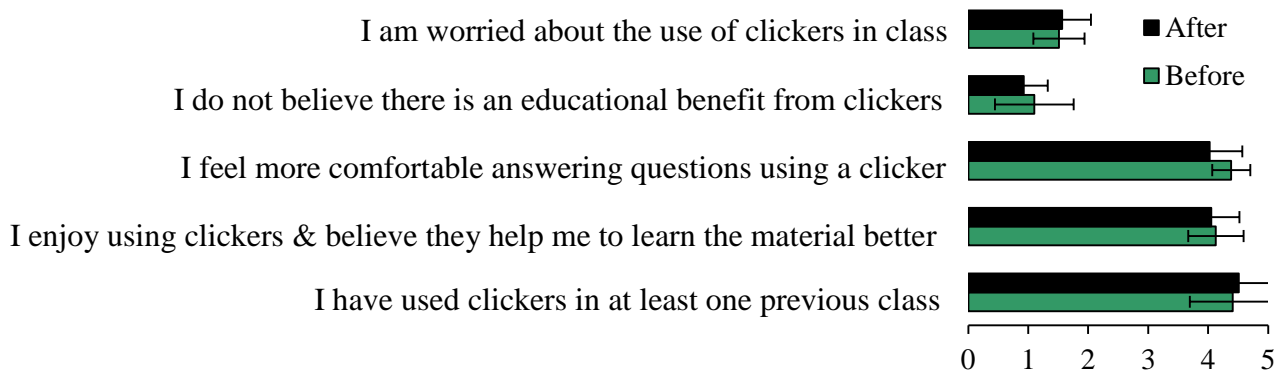 I am worried about the use of clickers in class
After
Before
I do not believe there is an educational benefit from clickers
I feel more comfortable answering questions using a clicker
I enjoy using clickers & believe they help me to learn the material better
I have used clickers in at least one previous class
0 1 2 3 4 5